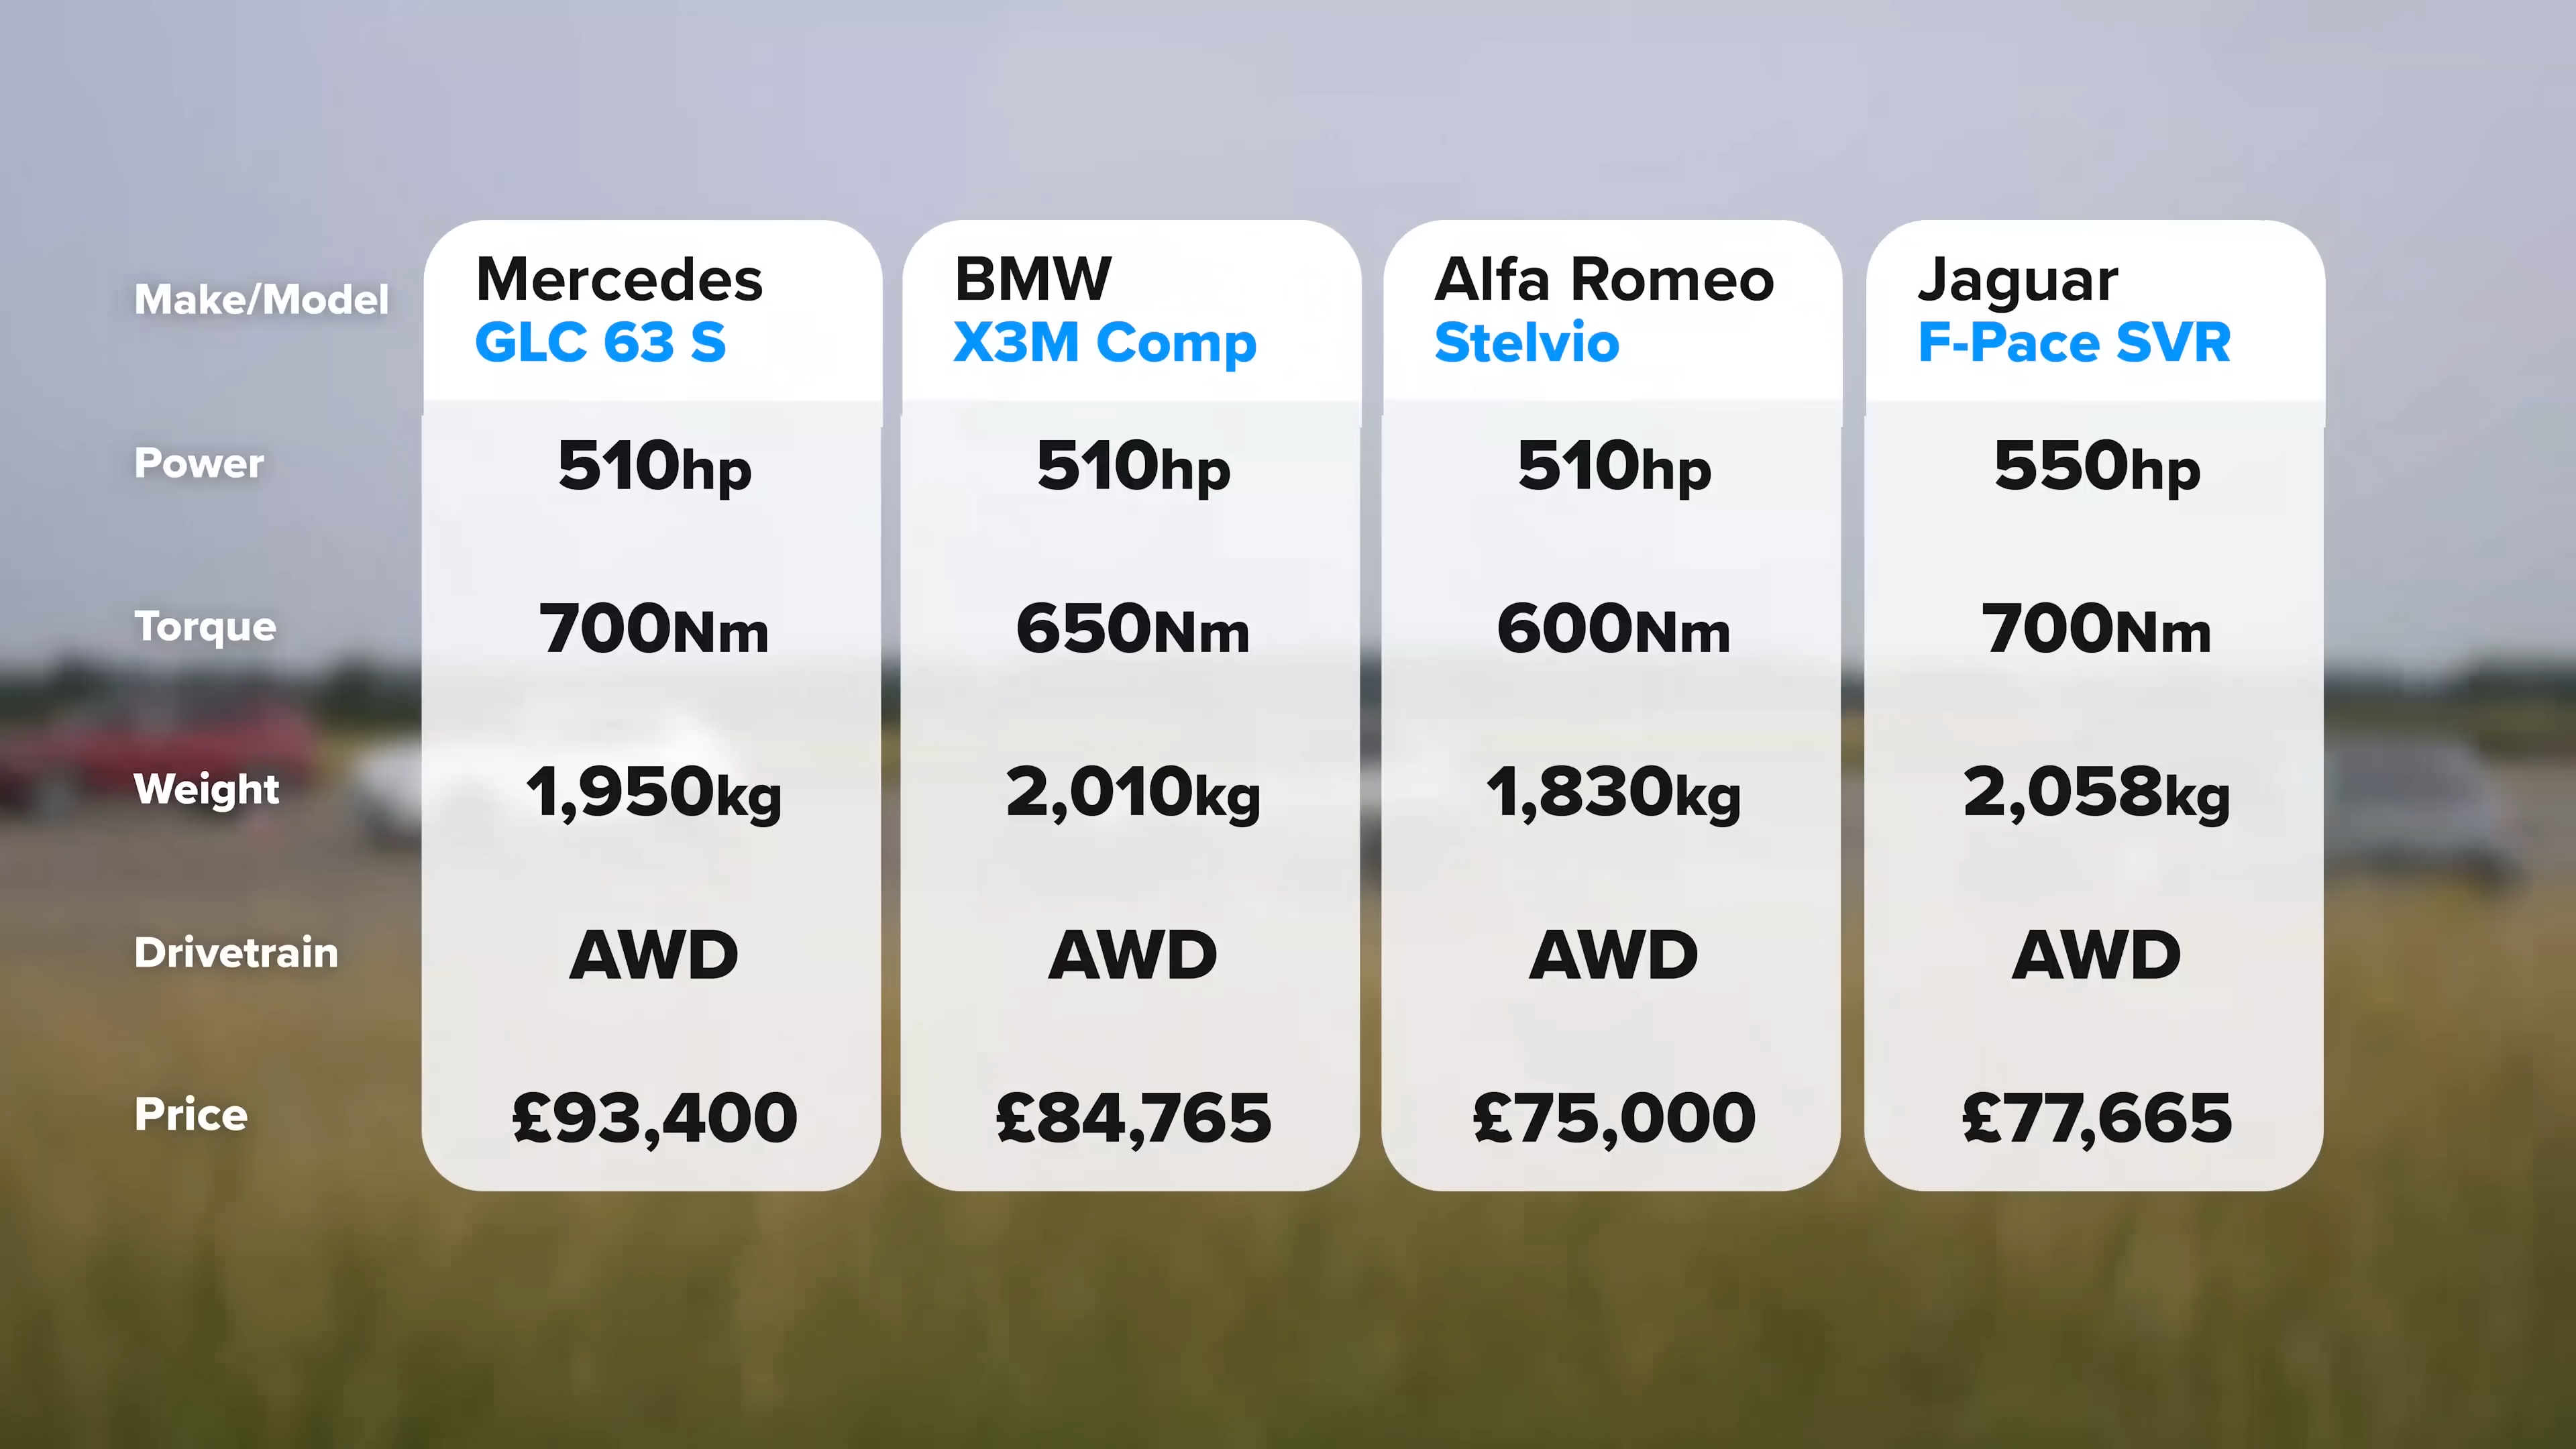 Make/Model
Mercedes
GLC 63 S
BMW
X3M Comp
Alfa Romeo
Stelvio
Jaguar
F-Pace SVR
Power
510hp
510hp
510hp
550hp
Torque
700Nm
650Nm
600Nm
700Nm
Weight
1,950kg
2,010kg
1,830kg
2,058kg
Drivetrain
AWD
AWD
AWD
AWD
Price
£93,400
£84,765
£75,000
£77,665